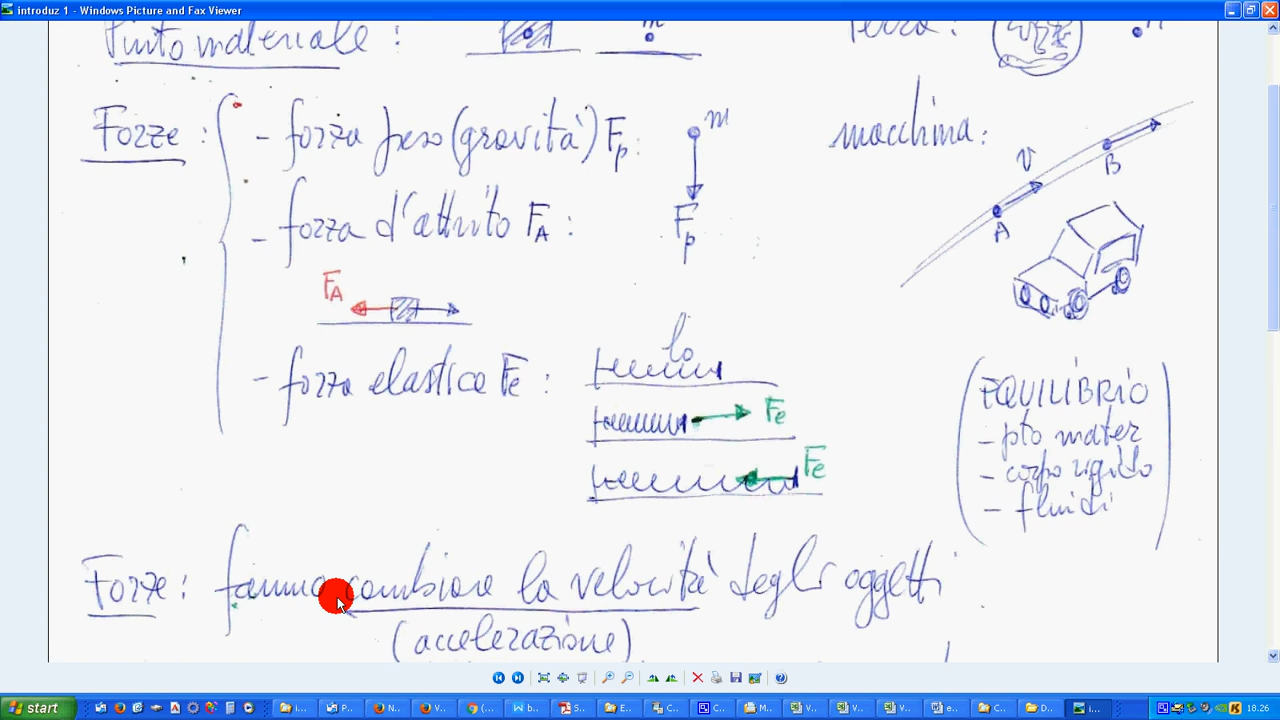 introduz 1 - Windows Picture and Fax Viewer
Punto materiale : m Terra : m
Forze : - forza peso (gravità) Fp : m
Fp
- forza d'attrito FA :
FA
- forza elastica Fe : lo
Fe
Fe
macchina :
v
A
B
(EQUILIBRIO
- pto mater
- corpo rigido
- fluidi)
Forze : fanno cambiare la velocità degli oggetti
(accelerazione)
start i... P... N... V... ( ... b... S... C... C... M... V... V... V... e... C... D... i... 18.26